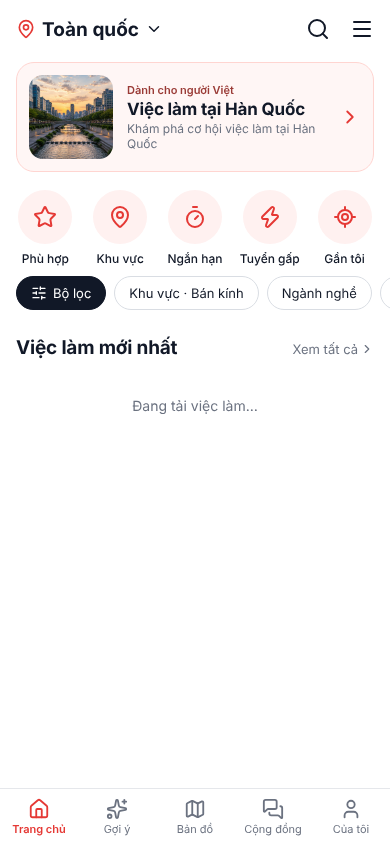 Toàn quốc
Dành cho người Việt
Việc làm tại Hàn Quốc
Khám phá cơ hội việc làm tại Hàn
Quốc
Phù hợp
Khu vực
Ngắn hạn
Tuyển gấp
Gần tôi
Bộ lọc
Khu vực · Bán kính
Ngành nghề
Việc làm mới nhất
Xem tất cả
Đang tải việc làm...
Trang chủ
Gợi ý
Bản đồ
Cộng đồng
Của tôi